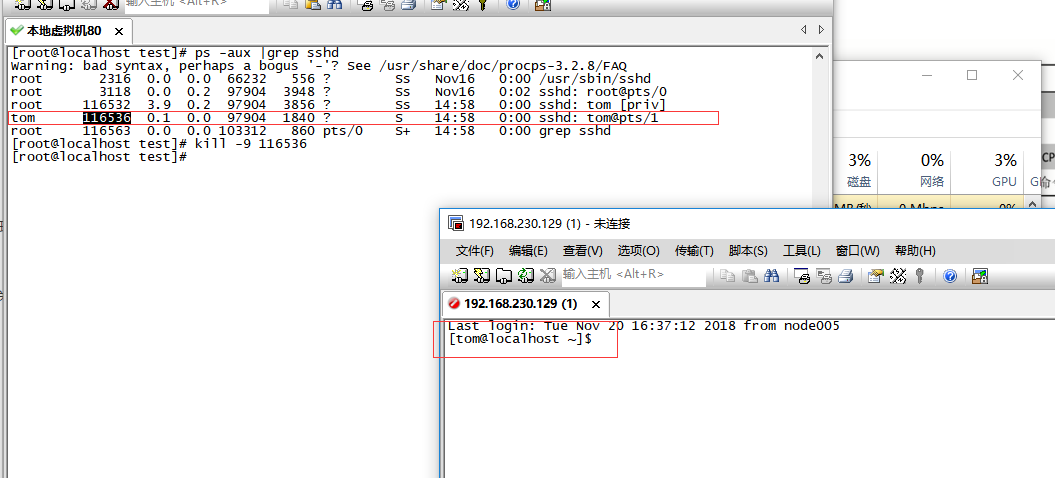 输入主机 <Alt+R>
本地虚拟机80
[root@localhost test]# ps -aux |grep sshd
Warning: bad syntax, perhaps a bogus '-'? See /usr/share/doc/procps-3.2.8/FAQ
root 2316 0.0 0.0 66232 556 ? Ss Nov16 0:00 /usr/sbin/sshd
root 3118 0.0 0.2 97904 3948 ? Ss Nov16 0:02 sshd: root@pts/0
root 116532 3.9 0.2 97904 3856 ? Ss 14:58 0:00 sshd: tom [priv]
tom 116536 0.1 0.0 97904 1840 ? S 14:58 0:00 sshd: tom@pts/1
root 116563 0.0 0.0 103312 860 pts/0 S+ 14:58 0:00 grep sshd
[root@localhost test]# kill -9 116536
[root@localhost test]#
3% 0% 3% CP
磁盘 网络 GPU G命
0 Mbps 0%
192.168.230.129 (1) - 未连接
文件(F) 编辑(E) 查看(V) 选项(O) 传输(T) 脚本(S) 工具(L) 窗口(W) 帮助(H)
输入主机 <Alt+R>
192.168.230.129 (1)
Last login: Tue Nov 20 16:37:12 2018 from node005
[tom@localhost ~]$